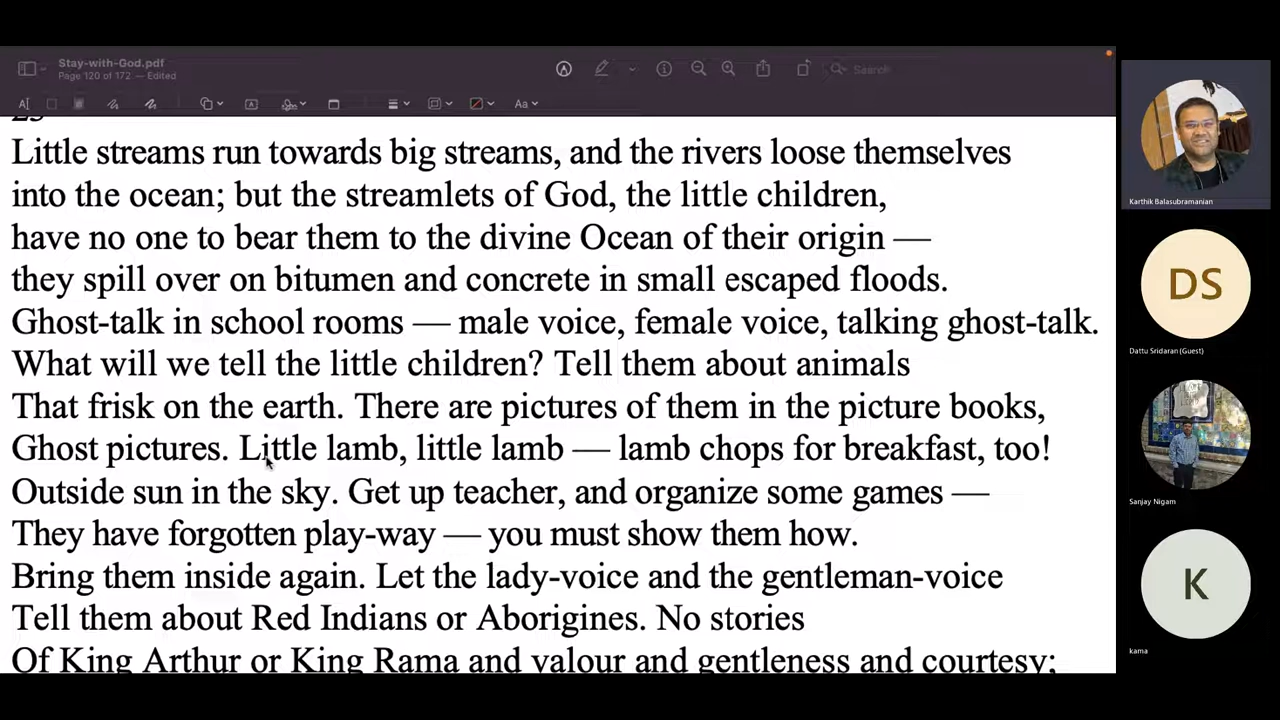 Stay-with-God.pdf
Page 120 of 172 — Edited
Search
Aa
Little streams run towards big streams, and the rivers loose themselves
into the ocean; but the streamlets of God, the little children,
have no one to bear them to the divine Ocean of their origin —
they spill over on bitumen and concrete in small escaped floods.
Ghost-talk in school rooms — male voice, female voice, talking ghost-talk.
What will we tell the little children? Tell them about animals
That frisk on the earth. There are pictures of them in the picture books,
Ghost pictures. Little lamb, little lamb — lamb chops for breakfast, too!
Outside sun in the sky. Get up teacher, and organize some games —
They have forgotten play-way — you must show them how.
Bring them inside again. Let the lady-voice and the gentleman-voice
Tell them about Red Indians or Aborigines. No stories
Of King Arthur or King Rama and valour and gentleness and courtesy;
Karthik Balasubramanian
DS
Dattu Sridaran (Guest)
Sanjay Nigam
K
kama